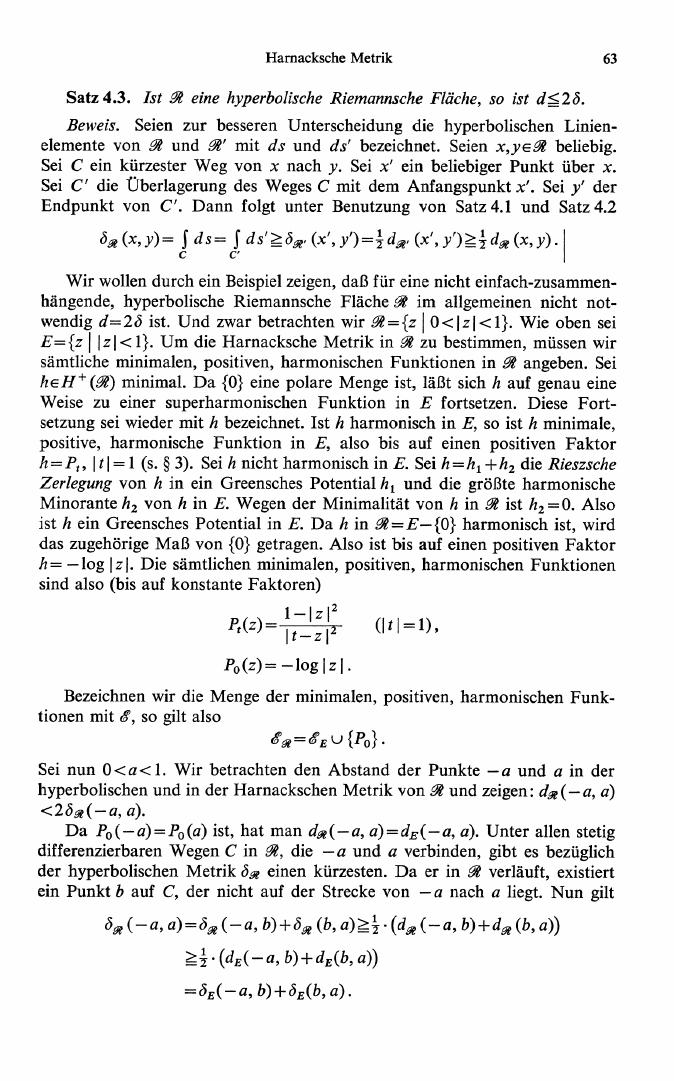 Harnacksche Metrik 63
Satz 4.3. Ist ℛ eine hyperbolische Riemannsche Fläche, so ist d≦2δ.
Beweis. Seien zur besseren Unterscheidung die hyperbolischen Linien-
elemente von ℛ und ℛ' mit ds und ds' bezeichnet. Seien x,y∈ℛ beliebig.
Sei C ein kürzester Weg von x nach y. Sei x' ein beliebiger Punkt über x.
Sei C' die Überlagerung des Weges C mit dem Anfangspunkt x'. Sei y' der
Endpunkt von C'. Dann folgt unter Benutzung von Satz 4.1 und Satz 4.2
δ_ℛ (x, y)= ∫_C ds= ∫_C' ds'≧δ_ℛ' (x', y')=½ d_ℛ' (x', y')≧½ d_ℛ (x, y). |
Wir wollen durch ein Beispiel zeigen, daß für eine nicht einfach-zusammen-
hängende, hyperbolische Riemannsche Fläche ℛ im allgemeinen nicht not-
wendig d=2δ ist. Und zwar betrachten wir ℛ={z | 0<|z|<1}. Wie oben sei
E={z | |z|<1}. Um die Harnacksche Metrik in ℛ zu bestimmen, müssen wir
sämtliche minimalen, positiven, harmonischen Funktionen in ℛ angeben. Sei
h∈H⁺(ℛ) minimal. Da {0} eine polare Menge ist, läßt sich h auf genau eine
Weise zu einer superharmonischen Funktion in E fortsetzen. Diese Fort-
setzung sei wieder mit h bezeichnet. Ist h harmonisch in E, so ist h minimale,
positive, harmonische Funktion in E, also bis auf einen positiven Faktor
h=P_t, |t|=1 (s. § 3). Sei h nicht harmonisch in E. Sei h=h₁+h₂ die Rieszsche
Zerlegung von h in ein Greensches Potential h₁ und die größte harmonische
Minorante h₂ von h in E. Wegen der Minimalität von h in ℛ ist h₂=0. Also
ist h ein Greensches Potential in E. Da h in ℛ=E−{0} harmonisch ist, wird
das zugehörige Maß von {0} getragen. Also ist bis auf einen positiven Faktor
h= −log |z|. Die sämtlichen minimalen, positiven, harmonischen Funktionen
sind also (bis auf konstante Faktoren)
P_t(z)= (1−|z|²)/(|t−z|²) (|t|=1),
P₀(z)= −log|z|.
Bezeichnen wir die Menge der minimalen, positiven, harmonischen Funk-
tionen mit ℰ, so gilt also
ℰ_ℛ=ℰ_E ∪ {P₀}.
Sei nun 0<a<1. Wir betrachten den Abstand der Punkte −a und a in der
hyperbolischen und in der Harnackschen Metrik von ℛ und zeigen: d_ℛ(−a, a)
<2δ_ℛ(−a, a).
Da P₀(−a)=P₀(a) ist, hat man d_ℛ(−a, a)=d_E(−a, a). Unter allen stetig
differenzierbaren Wegen C in ℛ, die −a und a verbinden, gibt es bezüglich
der hyperbolischen Metrik δ_ℛ einen kürzesten. Da er in ℛ verläuft, existiert
ein Punkt b auf C, der nicht auf der Strecke von −a nach a liegt. Nun gilt
δ_ℛ (−a, a)=δ_ℛ (−a, b)+δ_ℛ (b, a)≧½·(d_ℛ (−a, b)+d_ℛ (b, a))
≧½·(d_E(−a, b)+d_E(b, a))
=δ_E(−a, b)+δ_E(b, a).